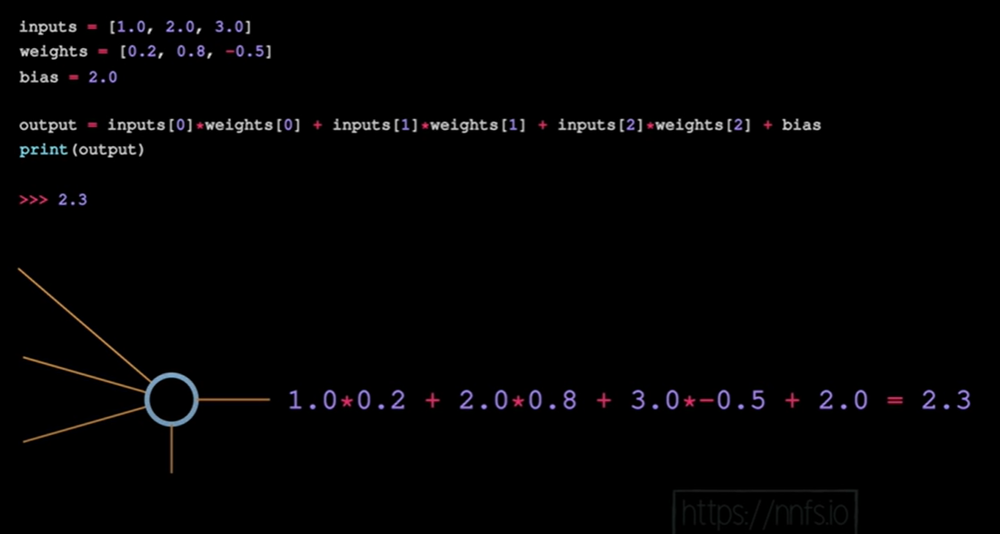 inputs = [1.0, 2.0, 3.0]
weights = [0.2, 0.8, -0.5]
bias = 2.0
output = inputs[0]*weights[0] + inputs[1]*weights[1] + inputs[2]*weights[2] + bias
print(output)
>>> 2.3
1.0*0.2 + 2.0*0.8 + 3.0*-0.5 + 2.0 = 2.3
https://nnfs.io